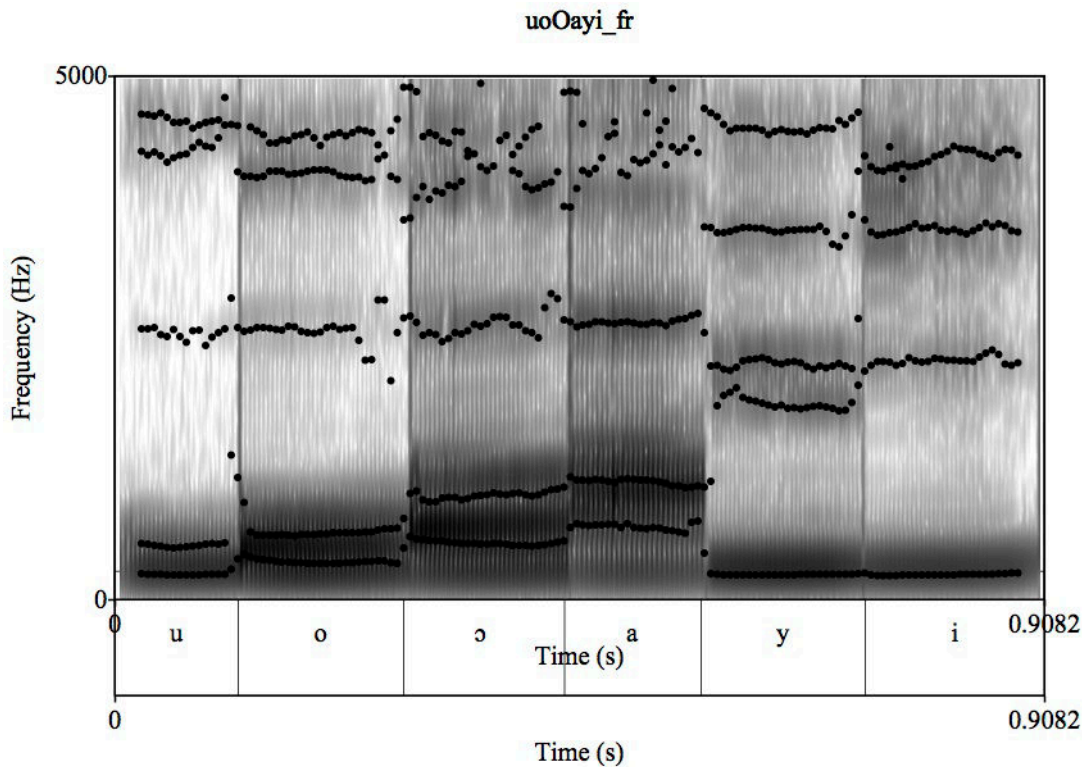 uoOayi_fr
5000
Frequency (Hz)
0
0 0.9082
u o ɔ a y i
Time (s)
0 0.9082
Time (s)